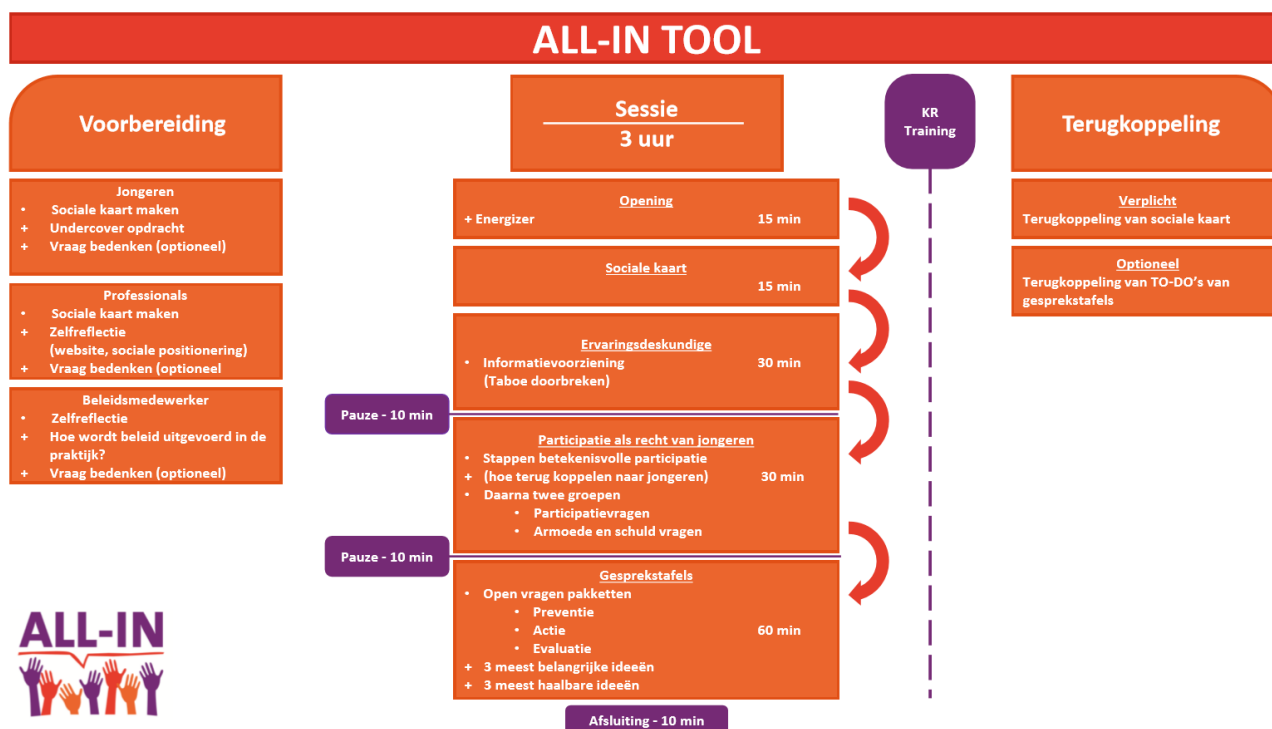 ALL-IN TOOL
Voorbereiding
Jongeren
• Sociale kaart maken
+ Undercover opdracht
+ Vraag bedenken (optioneel)
Professionals
• Sociale kaart maken
+ Zelfreflectie
(website, sociale positionering)
+ Vraag bedenken (optioneel
Beleidsmedewerker
• Zelfreflectie
+ Hoe wordt beleid uitgevoerd in de
praktijk?
+ Vraag bedenken (optioneel)
Sessie
3 uur
Opening
+ Energizer 15 min
Sociale kaart
15 min
Ervaringsdeskundige
• Informatievoorziening 30 min
(Taboe doorbreken)
Pauze - 10 min
Participatie als recht van jongeren
• Stappen betekenisvolle participatie
+ (hoe terug koppelen naar jongeren) 30 min
• Daarna twee groepen
• Participatievragen
• Armoede en schuld vragen
Pauze - 10 min
Gesprekstafels
• Open vragen pakketten
• Preventie
• Actie 60 min
• Evaluatie
+ 3 meest belangrijke ideeën
+ 3 meest haalbare ideeën
Afsluiting - 10 min
KR
Training
Terugkoppeling
Verplicht
Terugkoppeling van sociale kaart
Optioneel
Terugkoppeling van TO-DO's van
gesprekstafels
ALL-IN